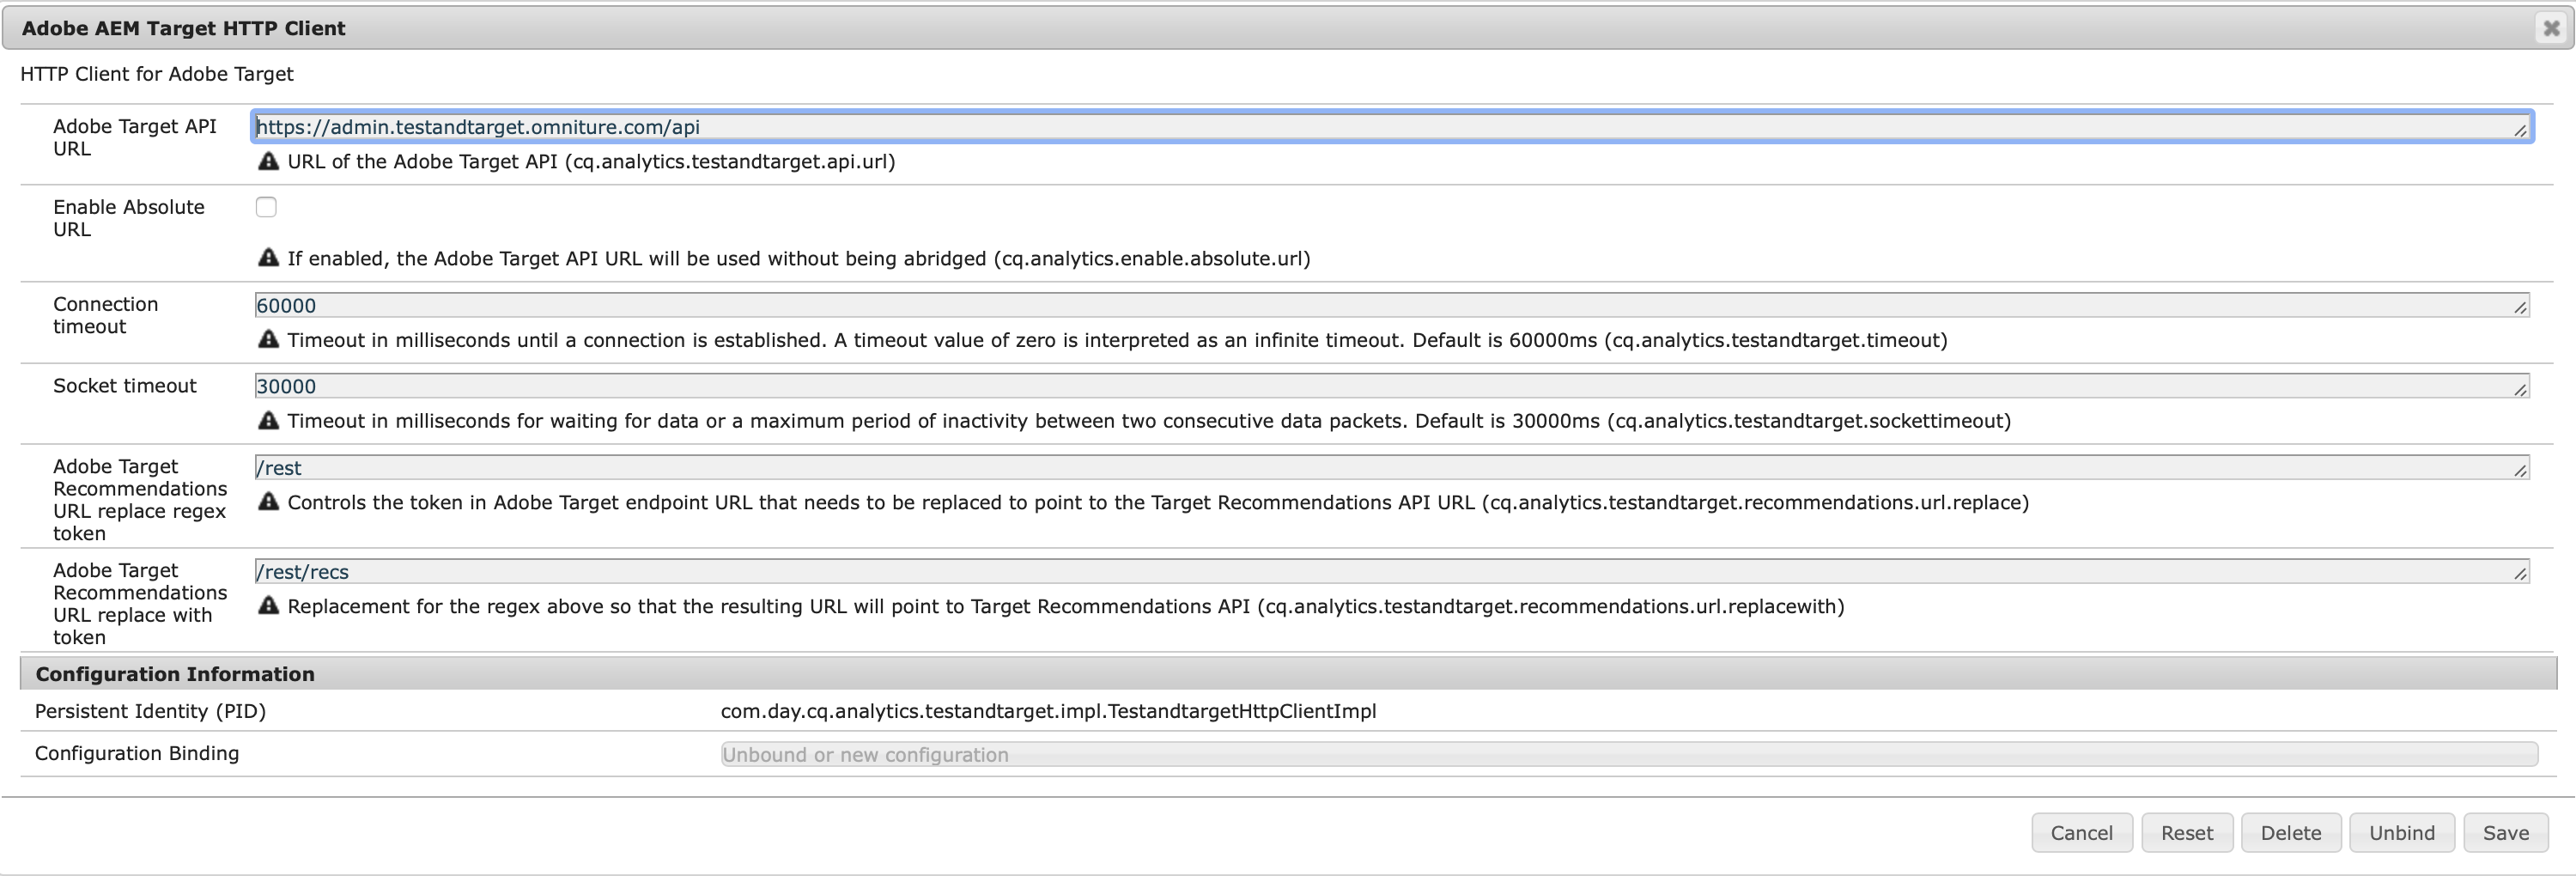 Adobe AEM Target HTTP Client
HTTP Client for Adobe Target
Adobe Target API
URL
https://admin.testandtarget.omniture.com/api
URL of the Adobe Target API (cq.analytics.testandtarget.api.url)
Enable Absolute
URL
If enabled, the Adobe Target API URL will be used without being abridged (cq.analytics.enable.absolute.url)
Connection
timeout
60000
Timeout in milliseconds until a connection is established. A timeout value of zero is interpreted as an infinite timeout. Default is 60000ms (cq.analytics.testandtarget.timeout)
Socket timeout
30000
Timeout in milliseconds for waiting for data or a maximum period of inactivity between two consecutive data packets. Default is 30000ms (cq.analytics.testandtarget.sockettimeout)
Adobe Target
Recommendations
URL replace regex
token
/rest
Controls the token in Adobe Target endpoint URL that needs to be replaced to point to the Target Recommendations API URL (cq.analytics.testandtarget.recommendations.url.replace)
Adobe Target
Recommendations
URL replace with
token
/rest/recs
Replacement for the regex above so that the resulting URL will point to Target Recommendations API (cq.analytics.testandtarget.recommendations.url.replacewith)
Configuration Information
Persistent Identity (PID)
com.day.cq.analytics.testandtarget.impl.TestandtargetHttpClientImpl
Configuration Binding
Unbound or new configuration
Cancel
Reset
Delete
Unbind
Save